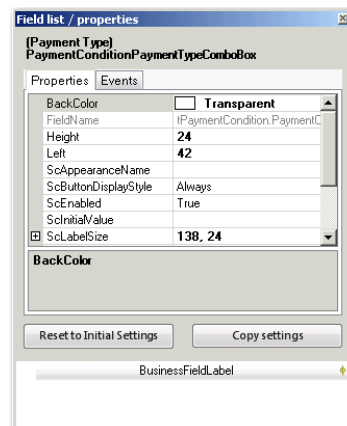 Field list / properties
(Payment Type)
PaymentConditionPaymentTypeComboBox
Properties Events
BackColor Transparent
FieldName tPaymentCondition.PaymentC
Height 24
Left 42
ScAppearanceName
ScButtonDisplayStyle Always
ScEnabled True
ScInitialValue
ScLabelSize 138, 24
BackColor
Reset to Initial Settings Copy settings
BusinessFieldLabel